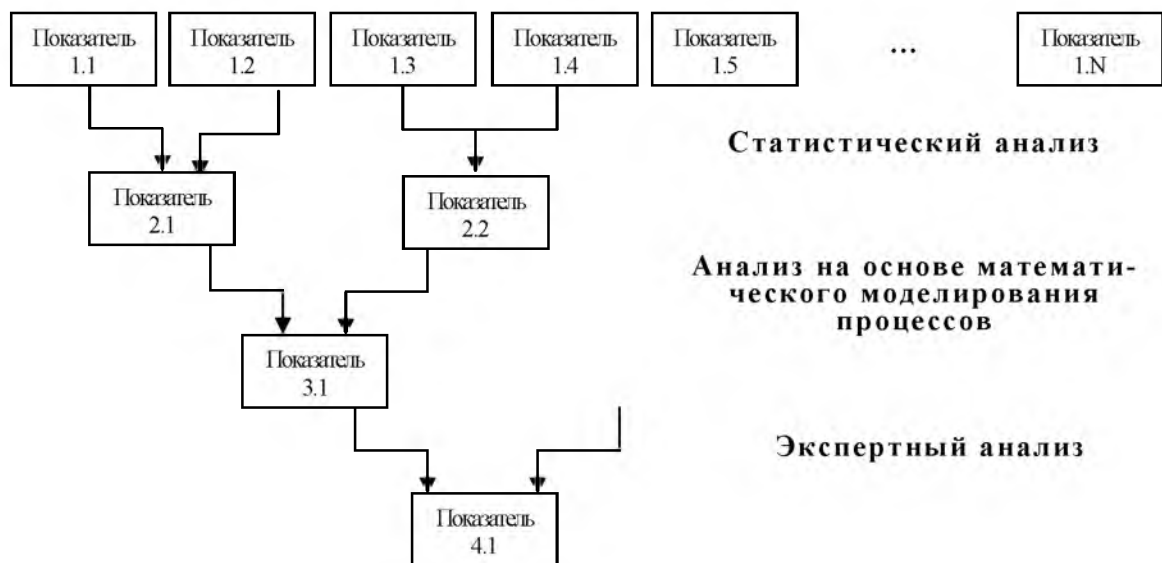 Показатель
1.1
Показатель
1.2
Показатель
1.3
Показатель
1.4
Показатель
1.5
...
Показатель
1.N
Статистический анализ
Показатель
2.1
Показатель
2.2
Анализ на основе математи-
ческого моделирования
процессов
Показатель
3.1
Экспертный анализ
Показатель
4.1